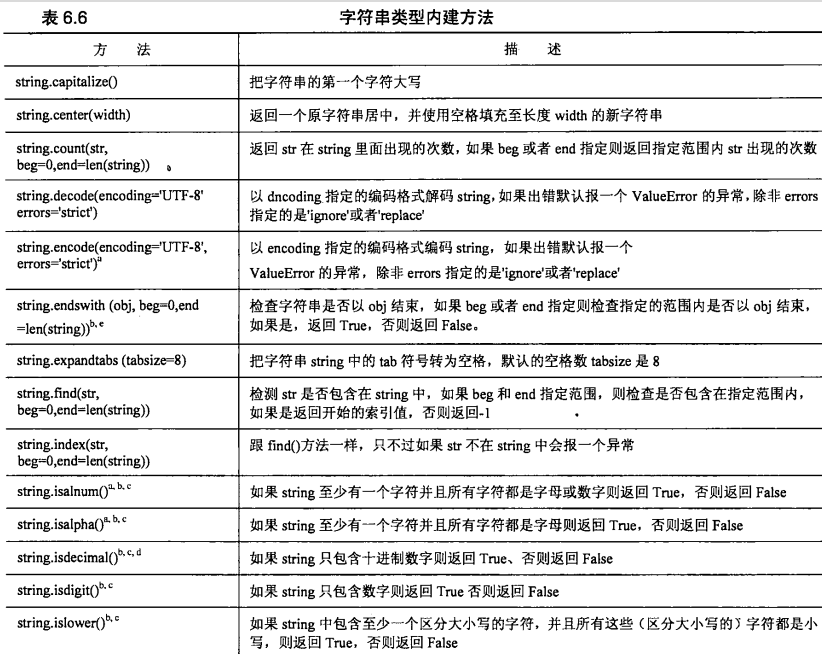 表 6.6 字符串类型内建方法
方 法 描 述
string.capitalize() 把字符串的第一个字符大写
string.center(width) 返回一个原字符串居中，并使用空格填充至长度 width 的新字符串
string.count(str,
beg=0,end=len(string)) 返回 str 在 string 里面出现的次数，如果 beg 或者 end 指定则返回指定范围内 str 出现的次数
string.decode(encoding='UTF-8'
errors='strict')
以 dncoding 指定的编码格式解码 string，如果出错默认报一个 ValueError 的异常，除非 errors
指定的是'ignore'或者'replace'
string.encode(encoding='UTF-8',
errors='strict')a
以 encoding 指定的编码格式编码 string，如果出错默认报一个
ValueError 的异常，除非 errors 指定的是'ignore'或者'replace'
string.endswith (obj, beg=0,end
=len(string))b, e
检查字符串是否以 obj 结束，如果 beg 或者 end 指定则检查指定的范围内是否以 obj 结束，
如果是，返回 True，否则返回 False。
string.expandtabs (tabsize=8) 把字符串 string 中的 tab 符号转为空格，默认的空格数 tabsize 是 8
string.find(str,
beg=0,end=len(string))
检测 str 是否包含在 string 中，如果 beg 和 end 指定范围，则检查是否包含在指定范围内，
如果是返回开始的索引值，否则返回-1
string.index(str,
beg=0,end=len(string))
跟 find()方法一样，只不过如果 str 不在 string 中会报一个异常
string.isalnum()a, b, c 如果 string 至少有一个字符并且所有字符都是字母或数字则返回 True，否则返回 False
string.isalpha()a, b, c 如果 string 至少有一个字符并且所有字符都是字母则返回 True，否则返回 False
string.isdecimal()b, c, d 如果 string 只包含十进制数字则返回 True、否则返回 False
string.isdigit()b, c 如果 string 只包含数字则返回 True 否则返回 False
string.islower()b, c
如果 string 中包含至少一个区分大小写的字符，并且所有这些（区分大小写的）字符都是小
写，则返回 True，否则返回 False